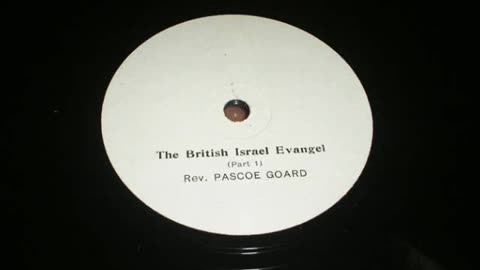 The British Israel Evangel
(Part 1)
Rev. PASCOE GOARD